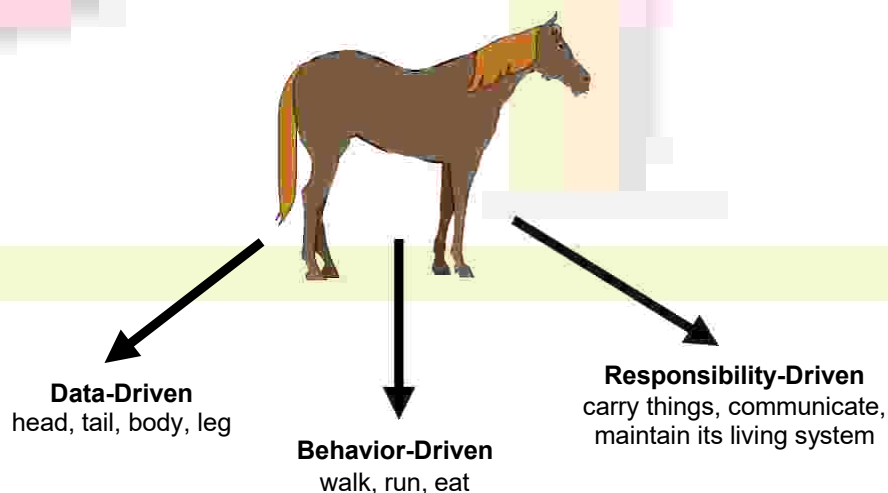 Data-Driven
head, tail, body, leg
Behavior-Driven
walk, run, eat
Responsibility-Driven
carry things, communicate,
maintain its living system